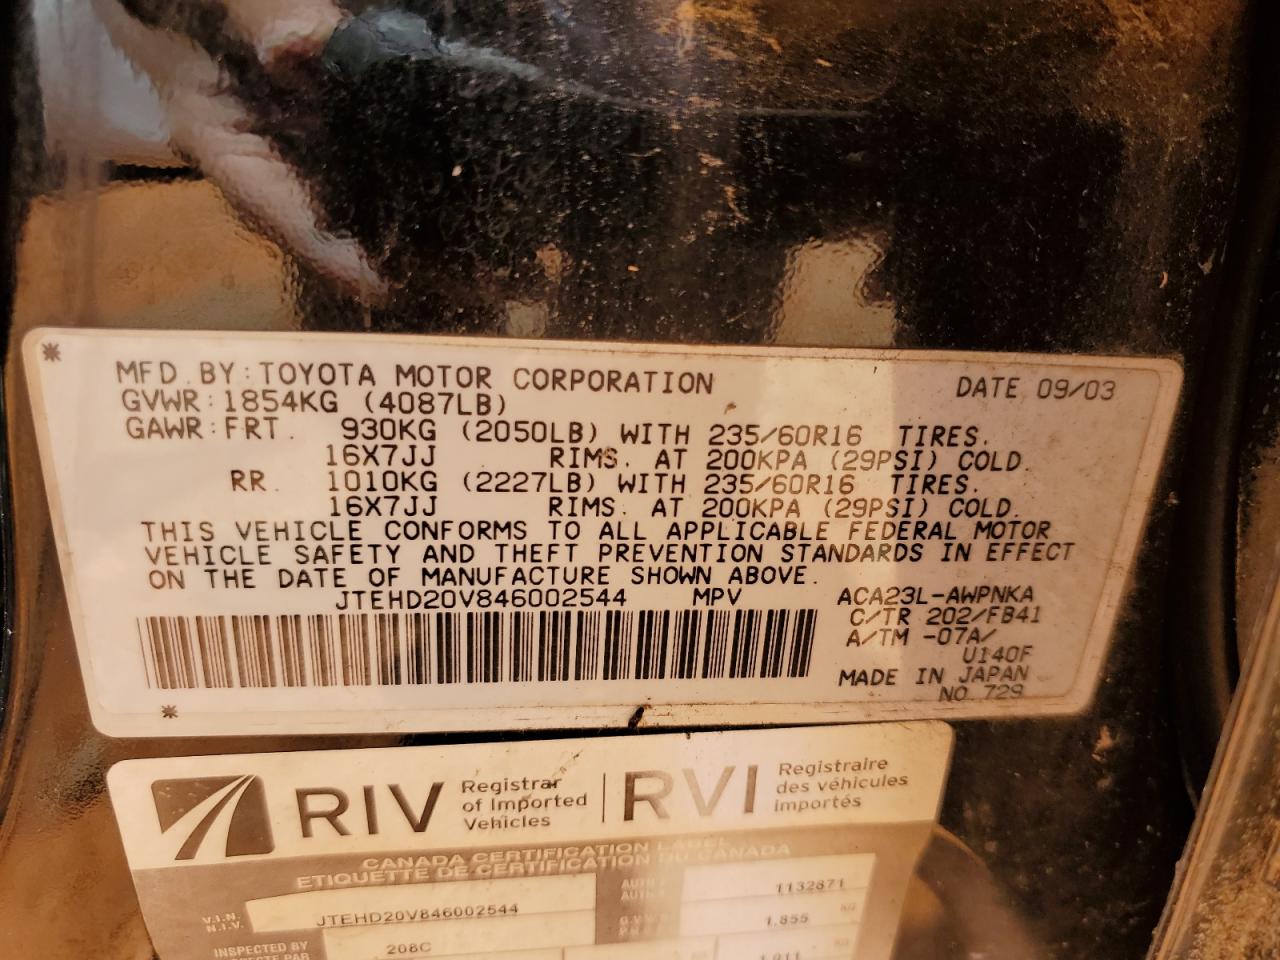 MFD. BY: TOYOTA MOTOR CORPORATION DATE 09/03
GVWR: 1854KG (4087LB)
GAWR: FRT. 930KG (2050LB) WITH 235/60R16 TIRES.
16X7JJ RIMS. AT 200KPA (29PSI) COLD.
RR. 1010KG (2227LB) WITH 235/60R16 TIRES.
16X7JJ RIMS. AT 200KPA (29PSI) COLD.
THIS VEHICLE CONFORMS TO ALL APPLICABLE FEDERAL MOTOR
VEHICLE SAFETY AND THEFT PREVENTION STANDARDS IN EFFECT
ON THE DATE OF MANUFACTURE SHOWN ABOVE.
JTEHD20V846002544 MPV
ACA23L-AWPNKA
C/TR 202/FB41
A/TM -07A/
U140F
MADE IN JAPAN
NO. 729
RIV Registrar of Imported Vehicles
RVI Registraire des véhicules importés
CANADA CERTIFICATION LABEL
ETIQUETTE DE CERTIFICATION DU CANADA
V.I.N.
N.I.V. JTEHD20V846002544
1132871
1,855 KG
INSPECTED BY 208C